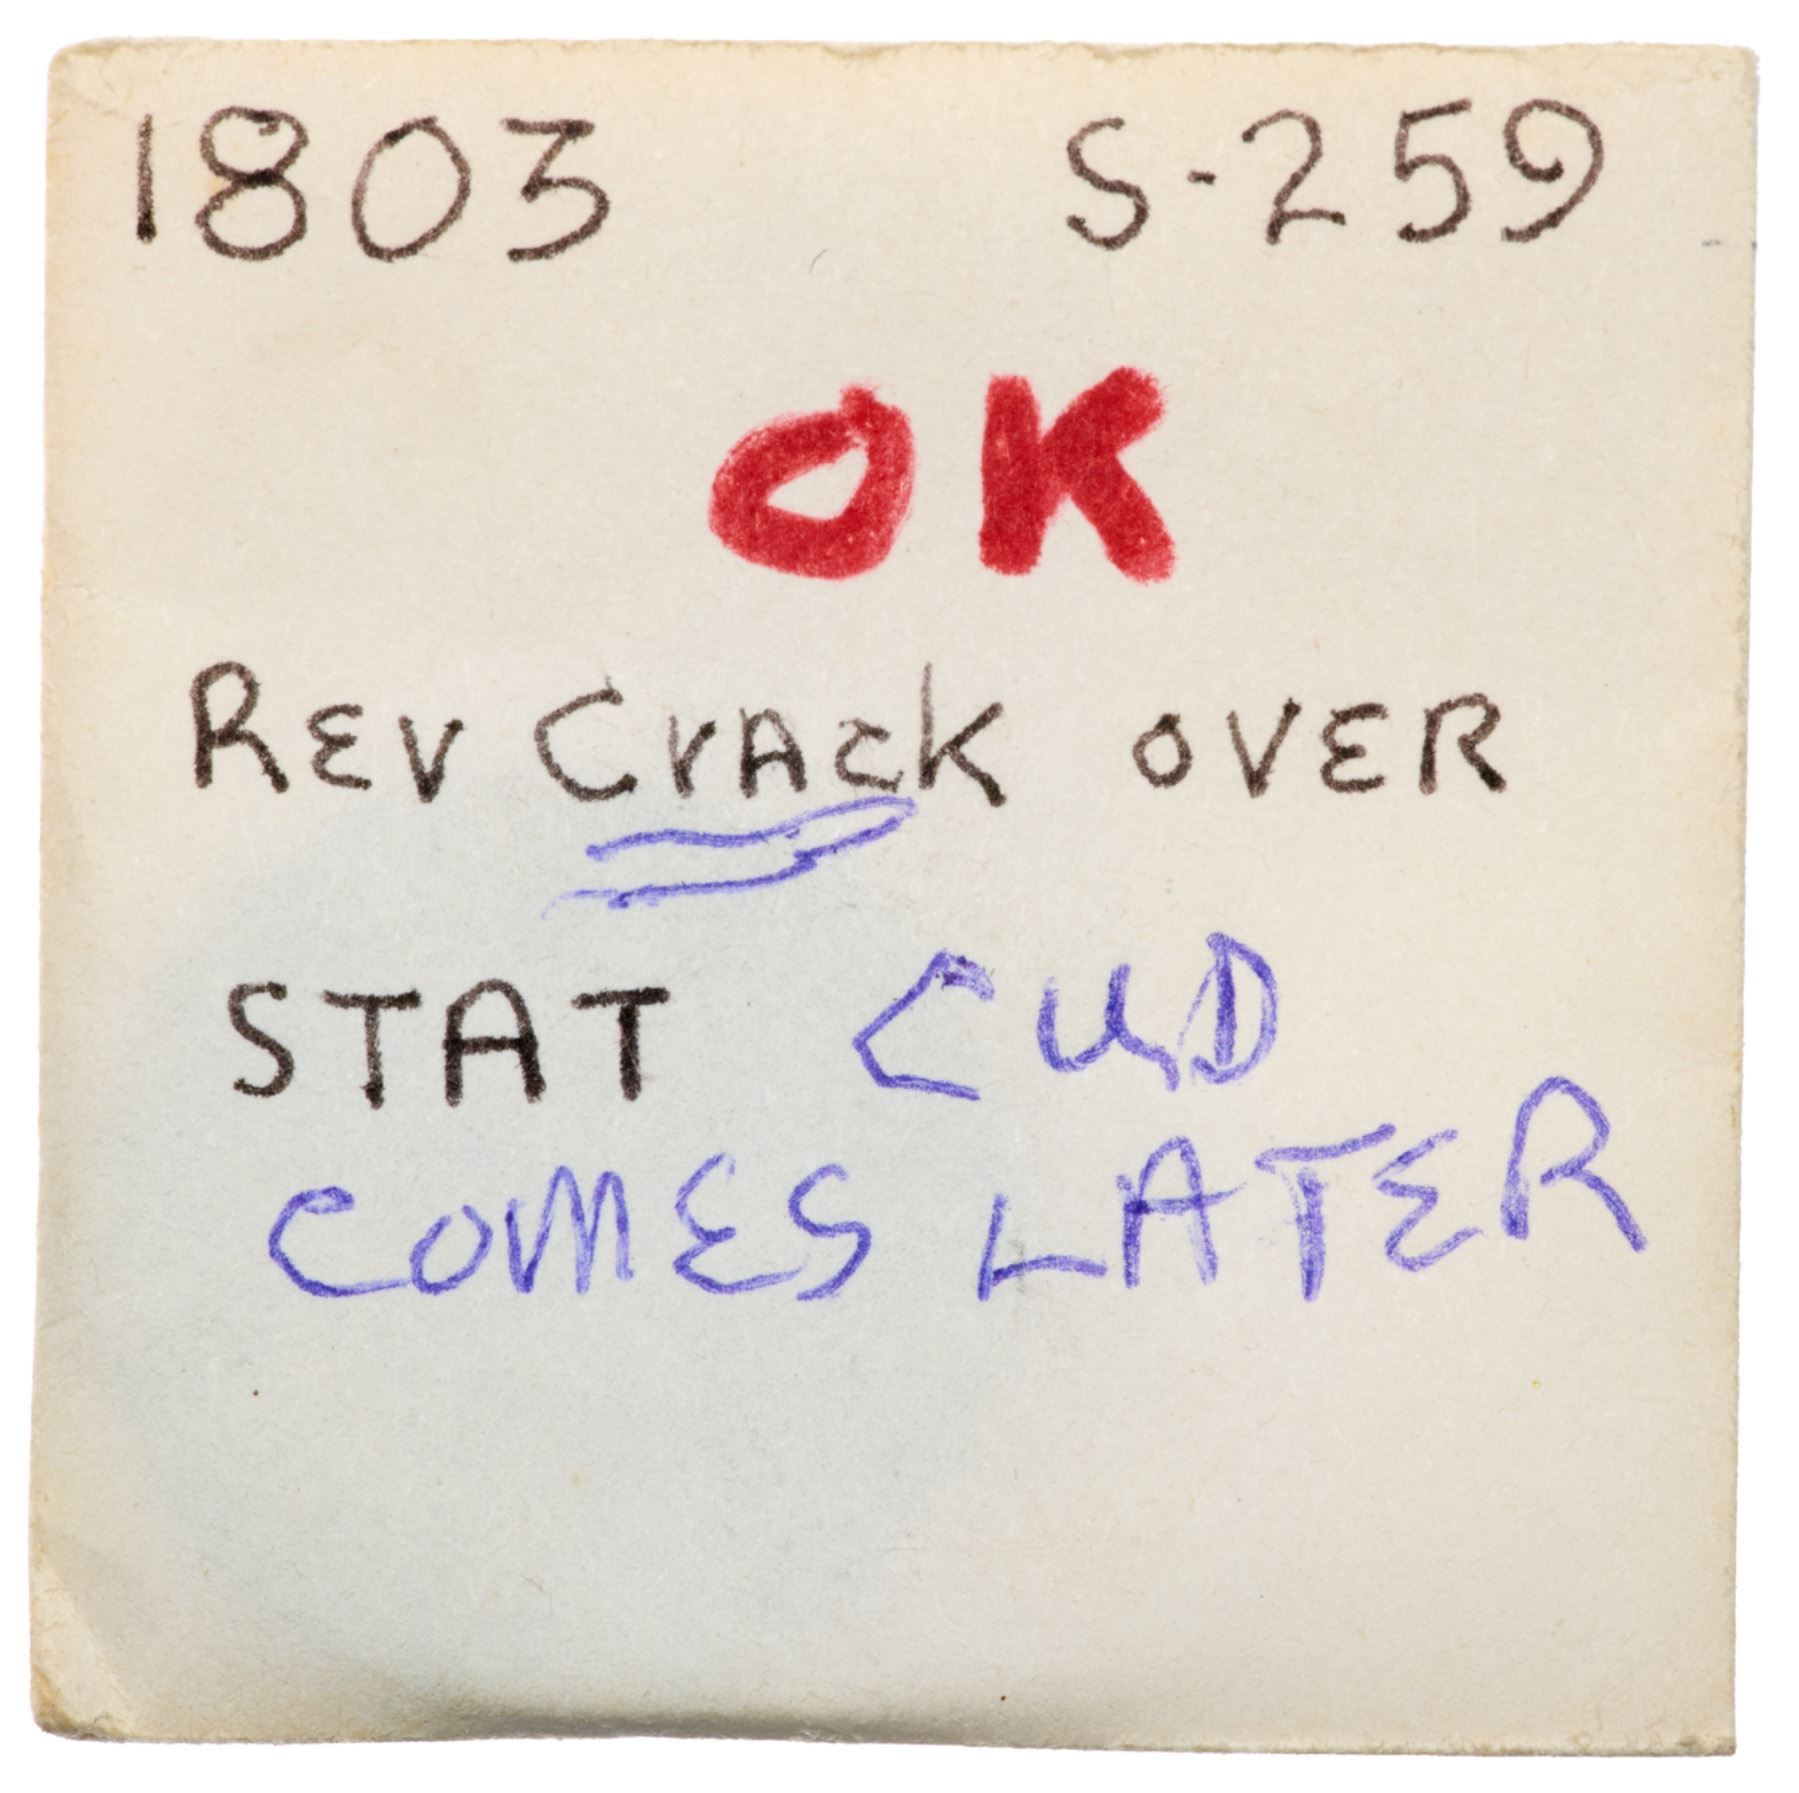 1803 S-259
OK
REV CrAcK OVER
STAT CUD
COMES LATER